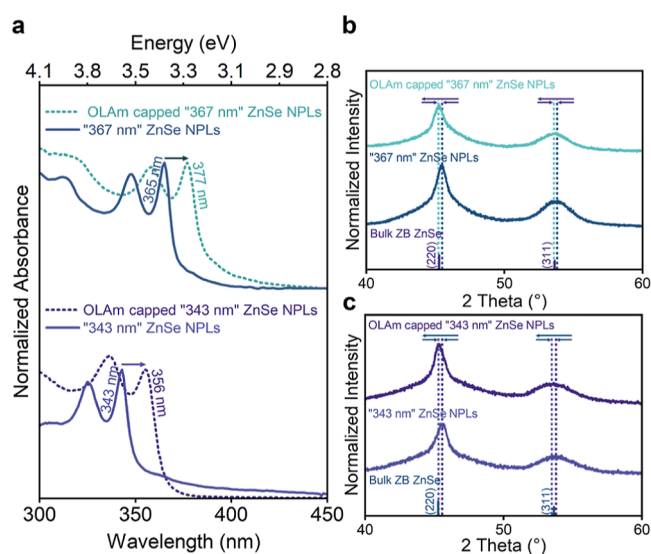 a
Energy (eV)
4.1 3.8 3.5 3.3 3.1 2.9 2.8
OLAm capped "367 nm" ZnSe NPLs
"367 nm" ZnSe NPLs
365 nm
377 nm
OLAm capped "343 nm" ZnSe NPLs
"343 nm" ZnSe NPLs
343 nm
356 nm
Normalized Absorbance
300 350 400 450
Wavelength (nm)
b
OLAm capped "367 nm" ZnSe NPLs
"367 nm" ZnSe NPLs
Bulk ZB ZnSe
(220)
(311)
Normalized Intensity
40 50 60
2 Theta (°)
c
OLAm capped "343 nm" ZnSe NPLs
"343 nm" ZnSe NPLs
Bulk ZB ZnSe
(220)
(311)
Normalized Intensity
40 50 60
2 Theta (°)